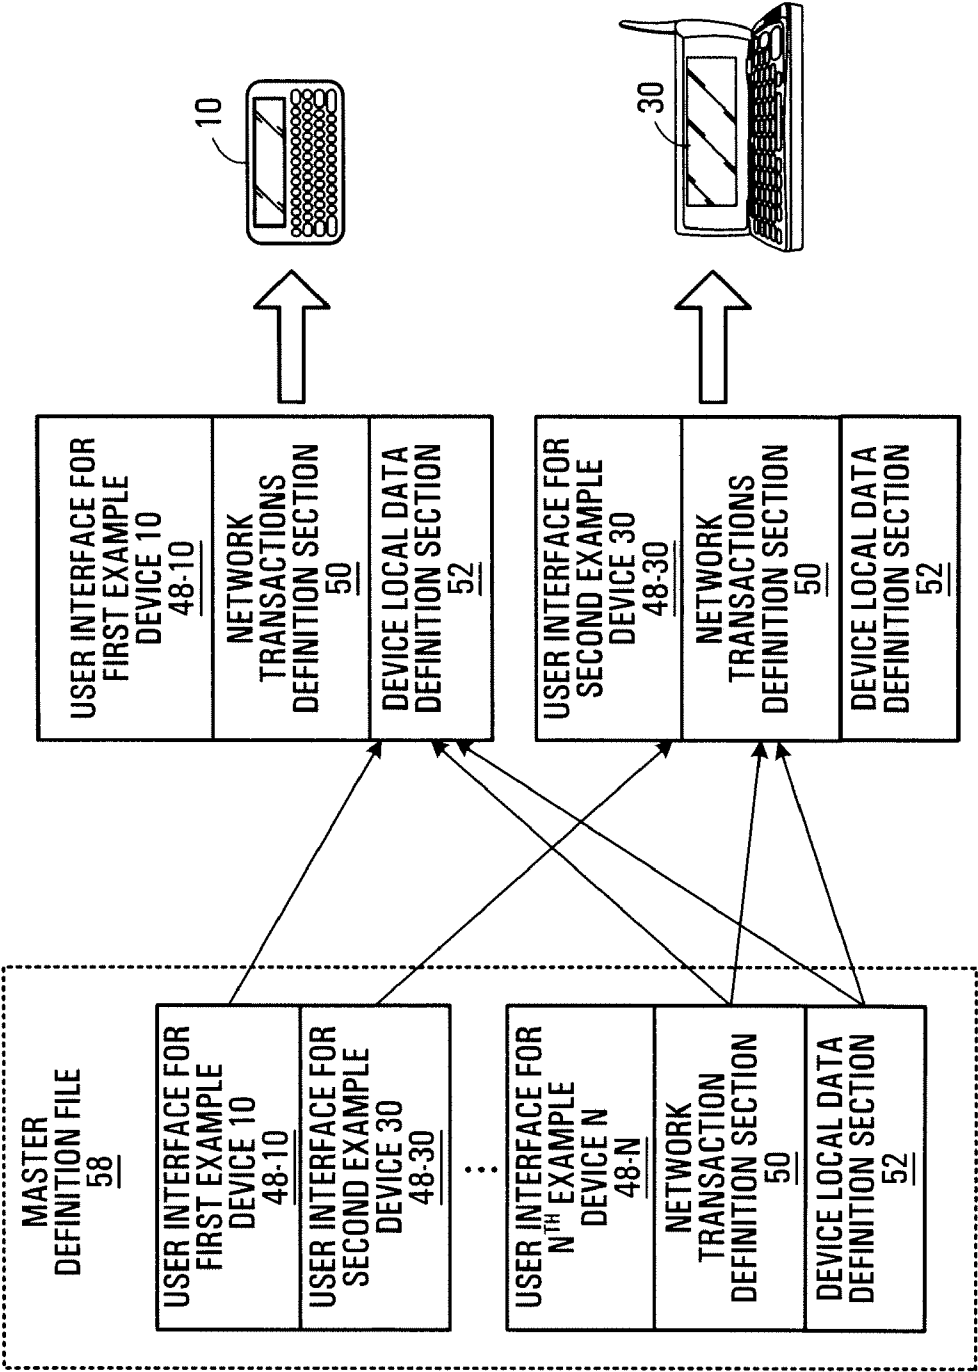 MASTER
DEFINITION FILE
58
USER INTERFACE FOR
FIRST EXAMPLE
DEVICE 10
48-10
USER INTERFACE FOR
SECOND EXAMPLE
DEVICE 30
48-30
USER INTERFACE FOR
NTH EXAMPLE
DEVICE N
48-N
NETWORK
TRANSACTION
DEFINITION SECTION
50
DEVICE LOCAL DATA
DEFINITION SECTION
52
USER INTERFACE FOR
FIRST EXAMPLE
DEVICE 10
48-10
NETWORK
TRANSACTIONS
DEFINITION SECTION
50
DEVICE LOCAL DATA
DEFINITION SECTION
52
USER INTERFACE FOR
SECOND EXAMPLE
DEVICE 30
48-30
NETWORK
TRANSACTIONS
DEFINITION SECTION
50
DEVICE LOCAL DATA
DEFINITION SECTION
52
10
30